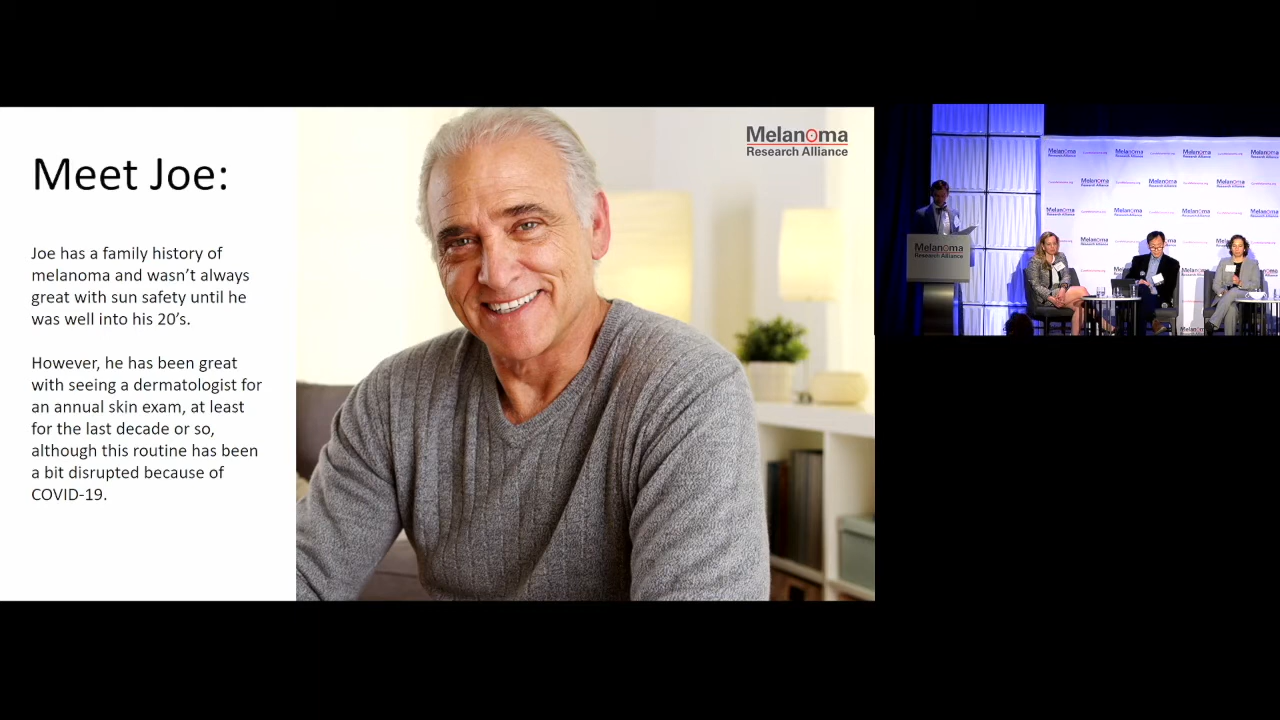 Meet Joe:
Joe has a family history of
melanoma and wasn’t always
great with sun safety until he
was well into his 20’s.
However, he has been great
with seeing a dermatologist for
an annual skin exam, at least
for the last decade or so,
although this routine has been
a bit disrupted because of
COVID-19.
Melanoma
Research Alliance
Melanoma
Research Alliance